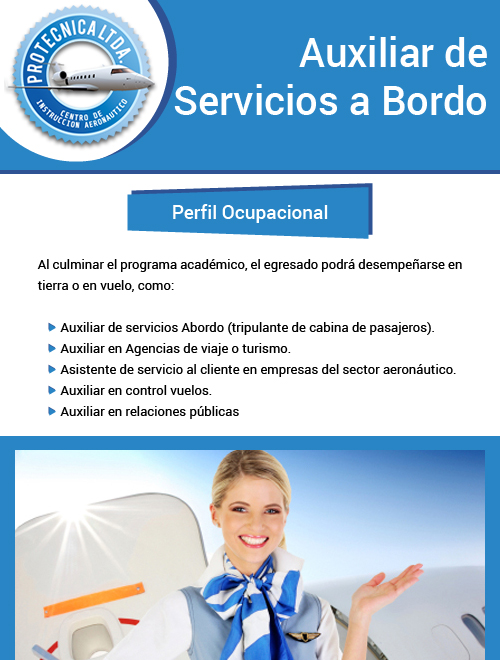 PROTECNICA LTDA.
CENTRO DE
INSTRUCCION AERONAUTICO
Auxiliar de
Servicios a Bordo
Perfil Ocupacional
Al culminar el programa académico, el egresado podrá desempeñarse en
tierra o en vuelo, como:
Auxiliar de servicios Abordo (tripulante de cabina de pasajeros).
Auxiliar en Agencias de viaje o turismo.
Asistente de servicio al cliente en empresas del sector aeronáutico.
Auxiliar en control vuelos.
Auxiliar en relaciones públicas